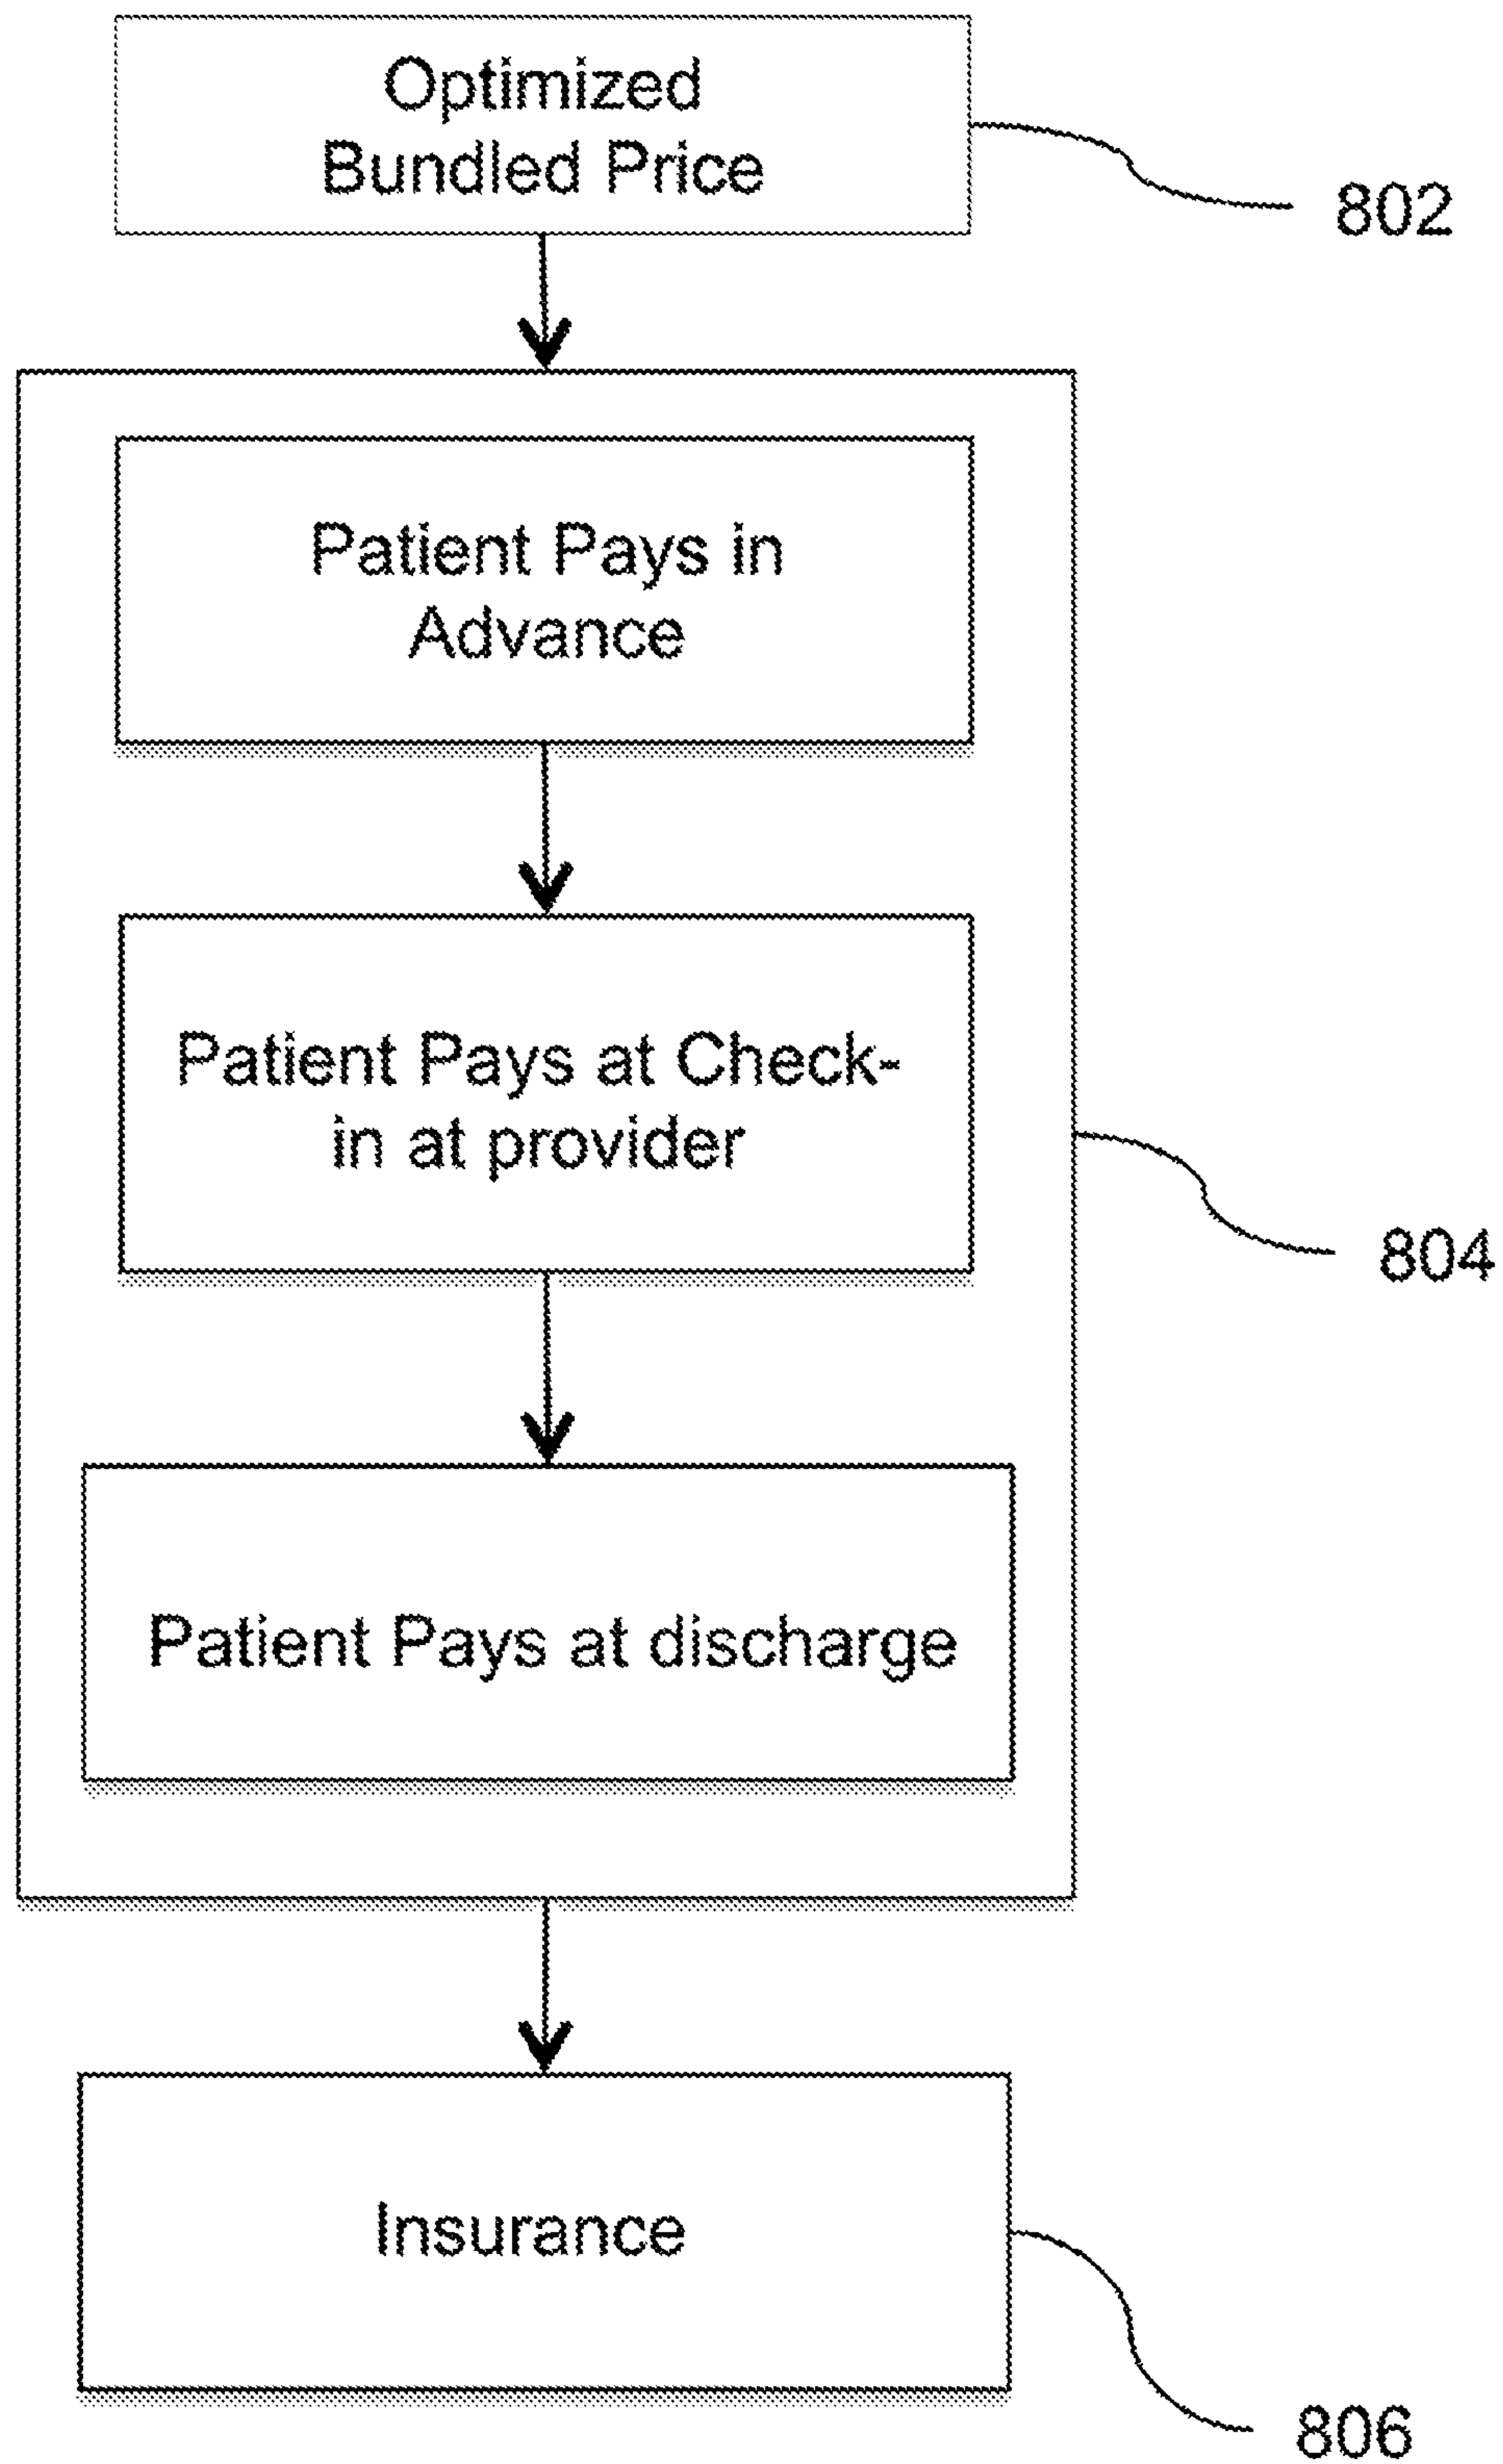 Optimized
Bundled Price
802
Patient Pays in
Advance
Patient Pays at Check-
in at provider
804
Patient Pays at discharge
Insurance
806